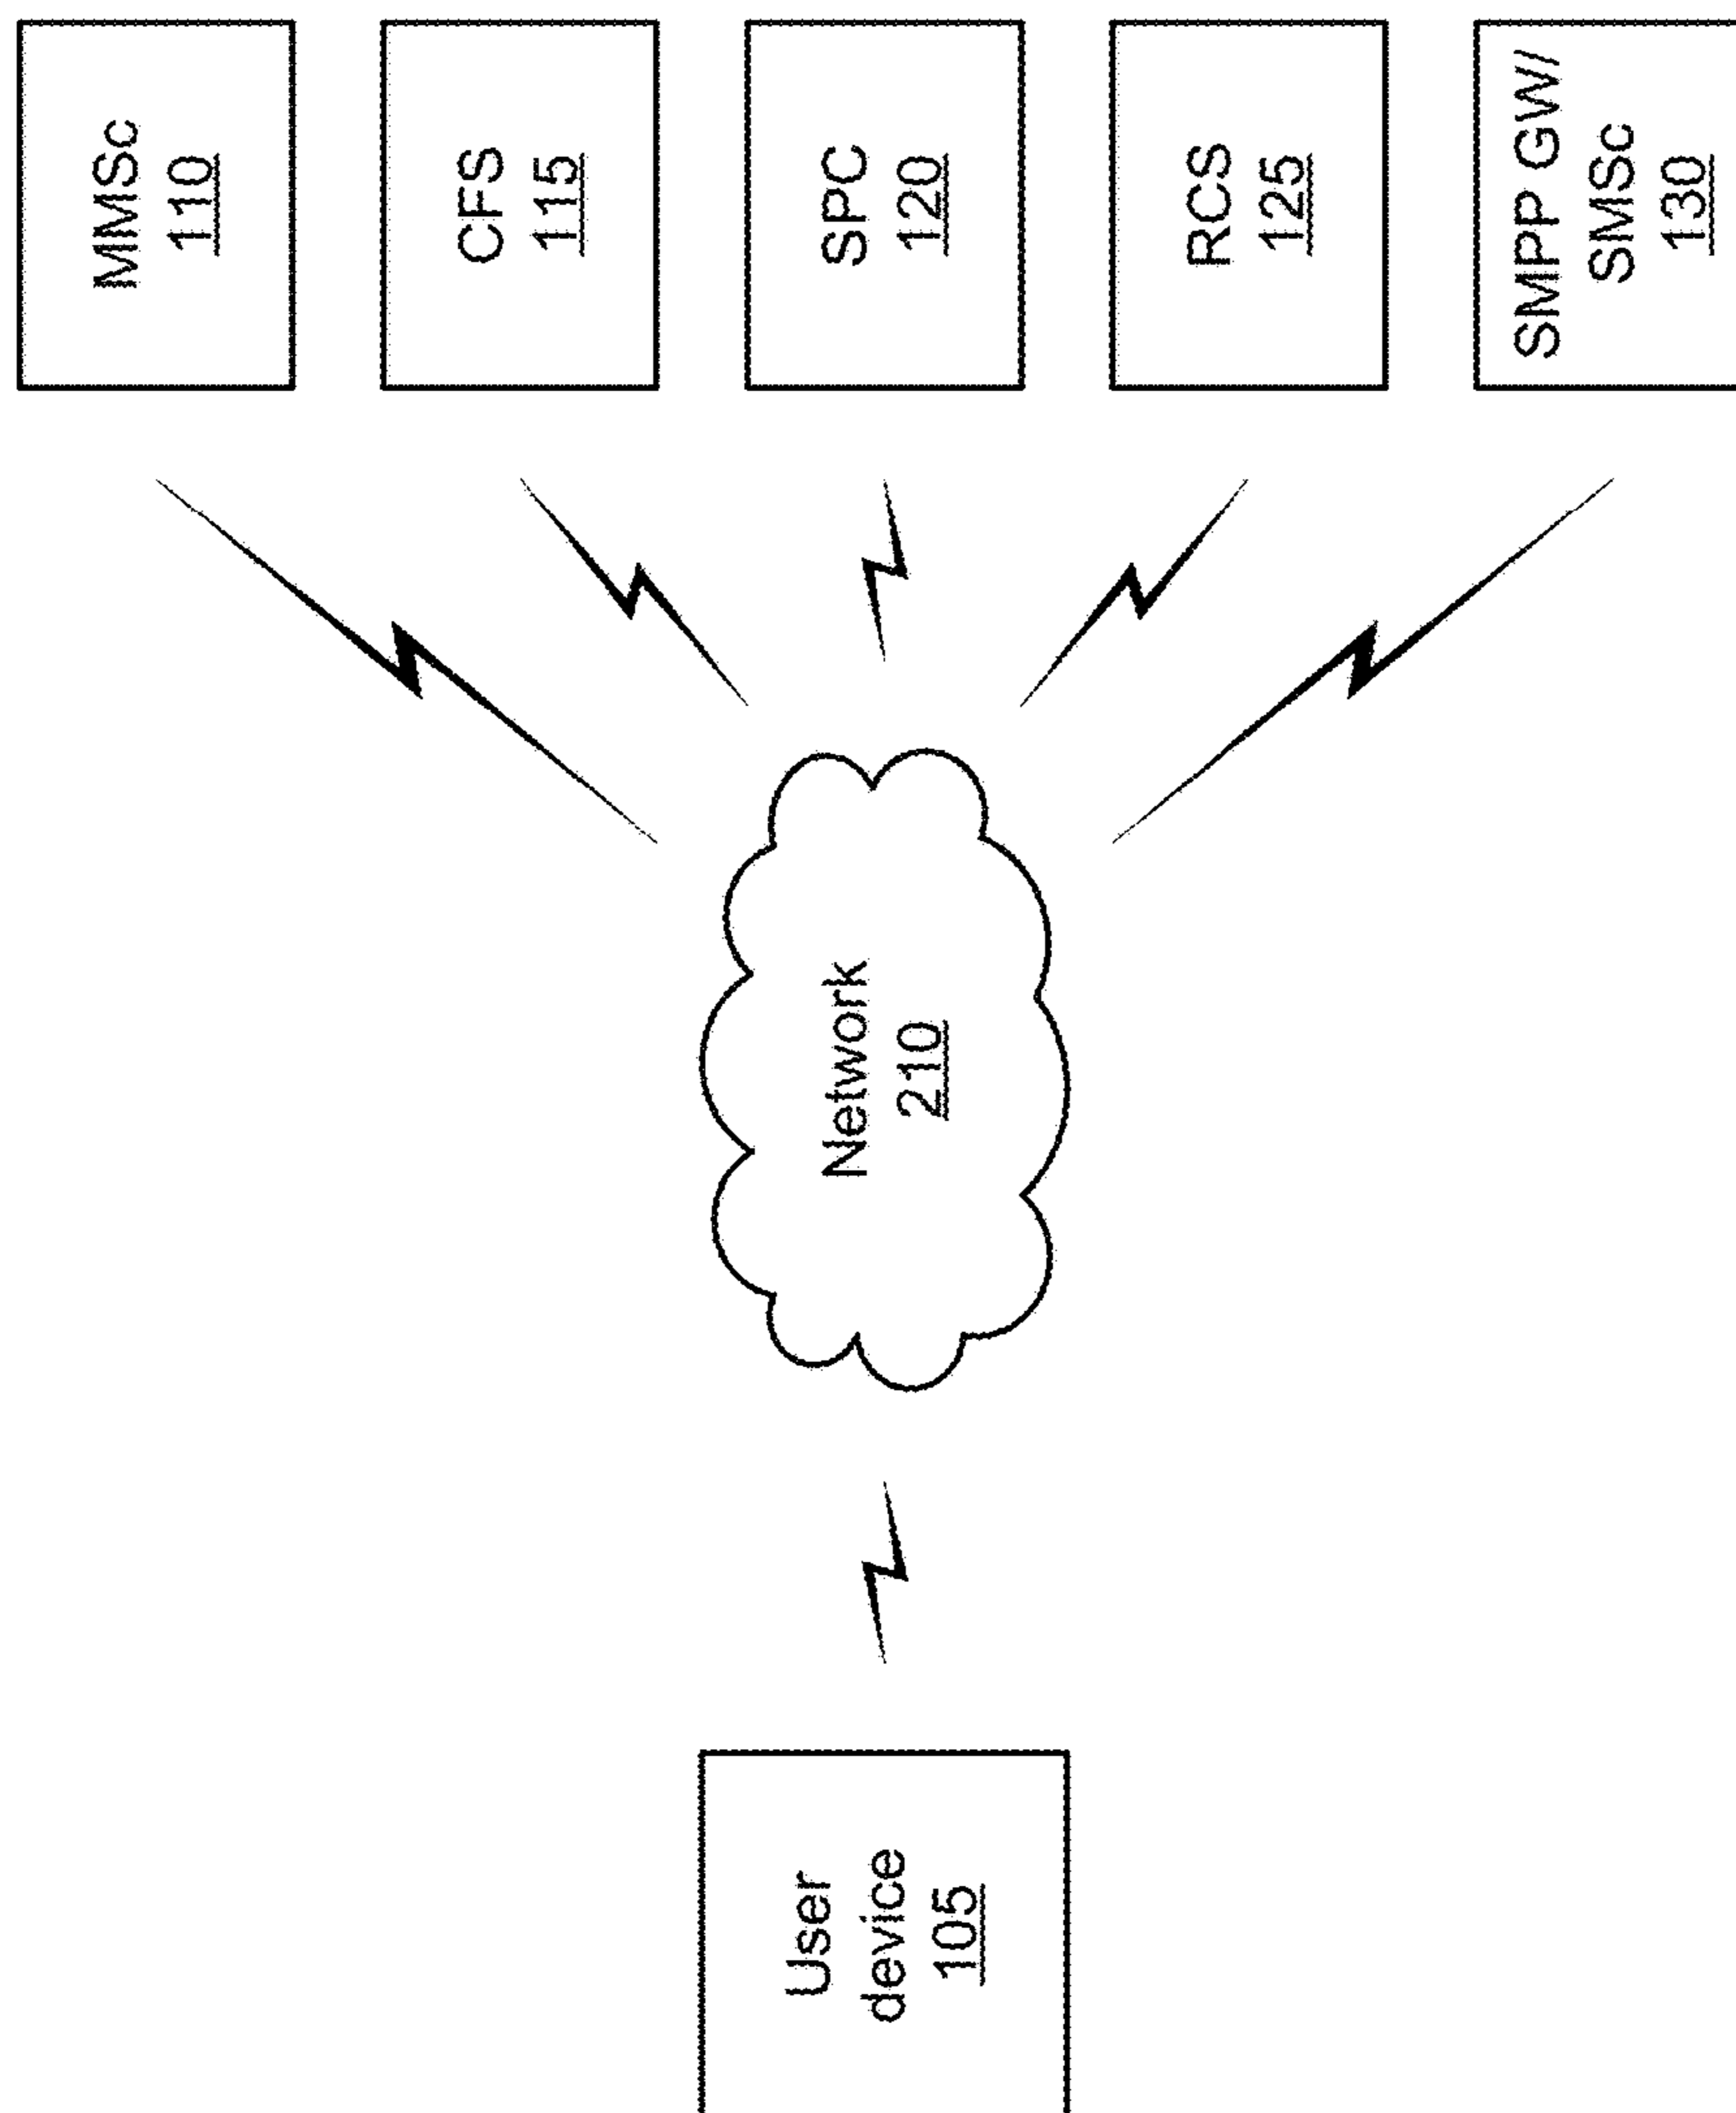 MMSc
110
CFS
115
SPC
120
RCS
125
SMPP GW/
SMSc
130
Network
210
User
device
105